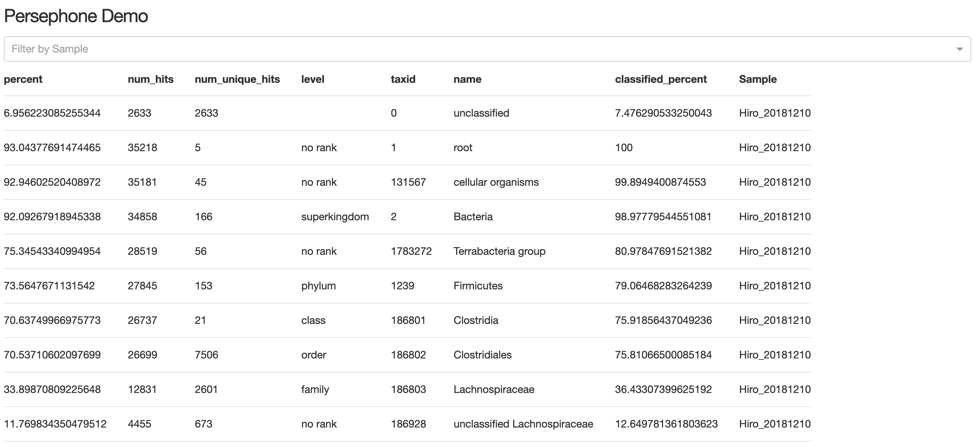 Persephone Demo
Filter by Sample
percent num_hits num_unique_hits level taxid name classified_percent Sample
6.956223085255344 2633 2633 0 unclassified 7.476290533250043 Hiro_20181210
93.04377691474465 35218 5 no rank 1 root 100 Hiro_20181210
92.94602520408972 35181 45 no rank 131567 cellular organisms 99.8949400874553 Hiro_20181210
92.09267918945338 34858 166 superkingdom 2 Bacteria 98.97779544551081 Hiro_20181210
75.34543340994954 28519 56 no rank 1783272 Terrabacteria group 80.97847691521382 Hiro_20181210
73.5647671131542 27845 153 phylum 1239 Firmicutes 79.06468283264239 Hiro_20181210
70.63749966975773 26737 21 class 186801 Clostridia 75.91856437049236 Hiro_20181210
70.53710602097699 26699 7506 order 186802 Clostridiales 75.81066500085184 Hiro_20181210
33.89870809225648 12831 2601 family 186803 Lachnospiraceae 36.43307399625192 Hiro_20181210
11.769834350479512 4455 673 no rank 186928 unclassified Lachnospiraceae 12.649781361803623 Hiro_20181210